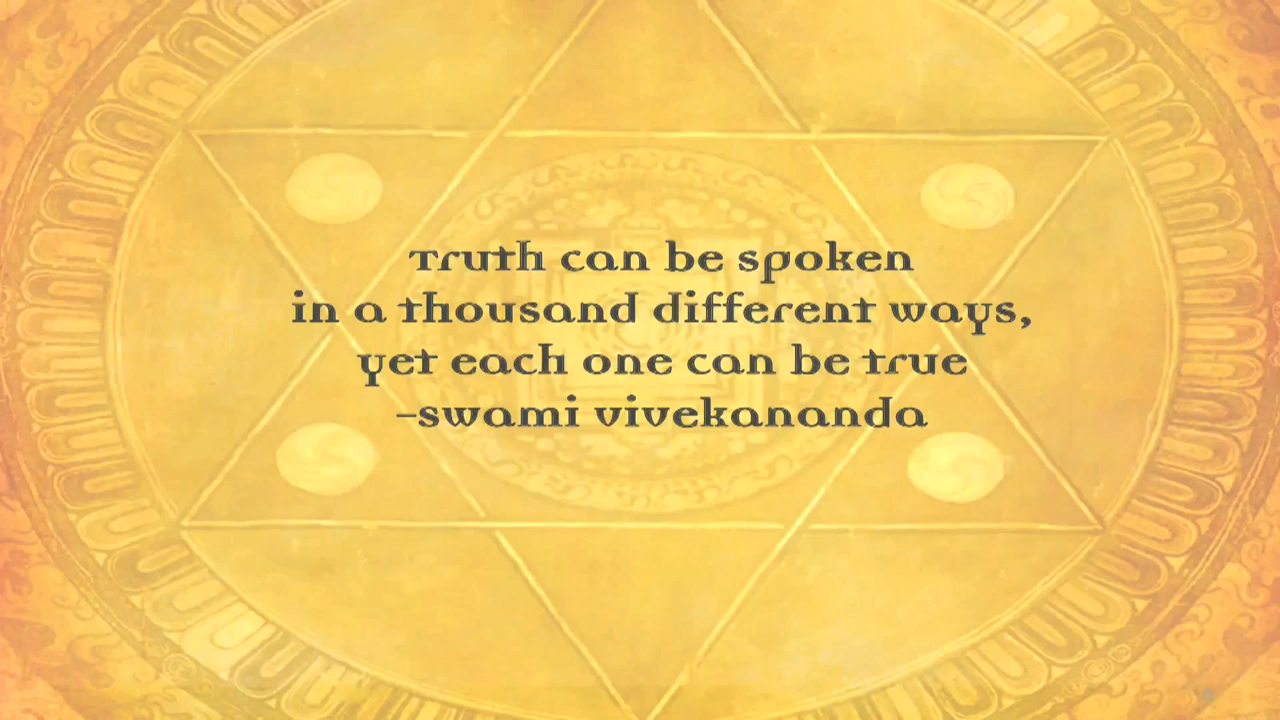 Truth can be spoken
in a thousand different ways,
yet each one can be true
-swami vivekananda